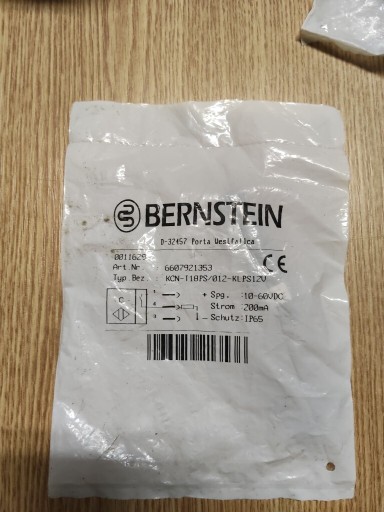 BERNSTEIN
D-32457 Porta Westfalica
0011629
Art.Nr. 6607921353
CE
Typ Bez. KCN-T18PS/012-KLPS12V
+ Spg. :10-60VDC
Strom :200mA
- Schutz:IP65